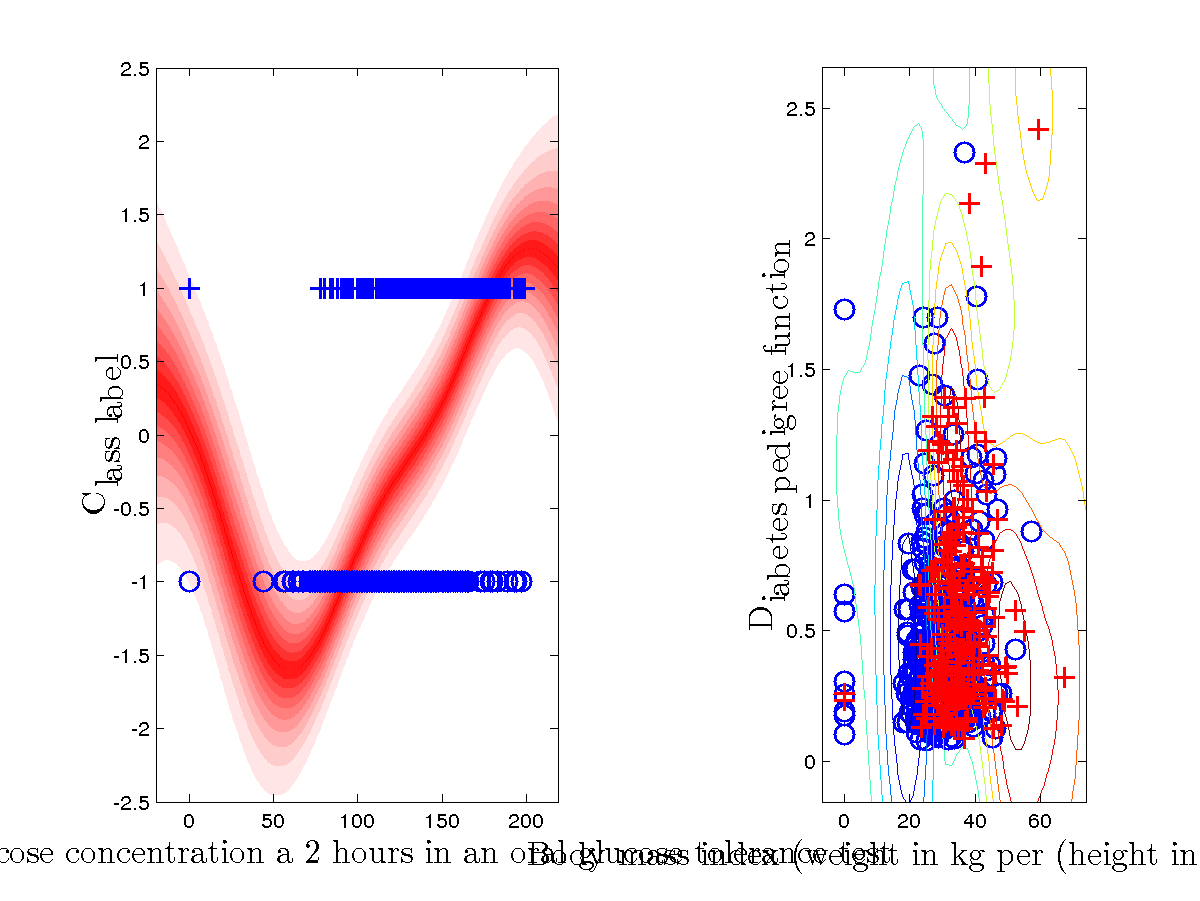 2.5
2
1.5
1
0.5
0
-0.5
-1
-1.5
-2
-2.5
Class label
0 50 100 150 200
cose concentration a 2 hours in an oral glucose tolerance test
2.5
2
1.5
1
0.5
0
Diabetes pedigree function
0 20 40 60
Body mass index (weight in kg per (height in